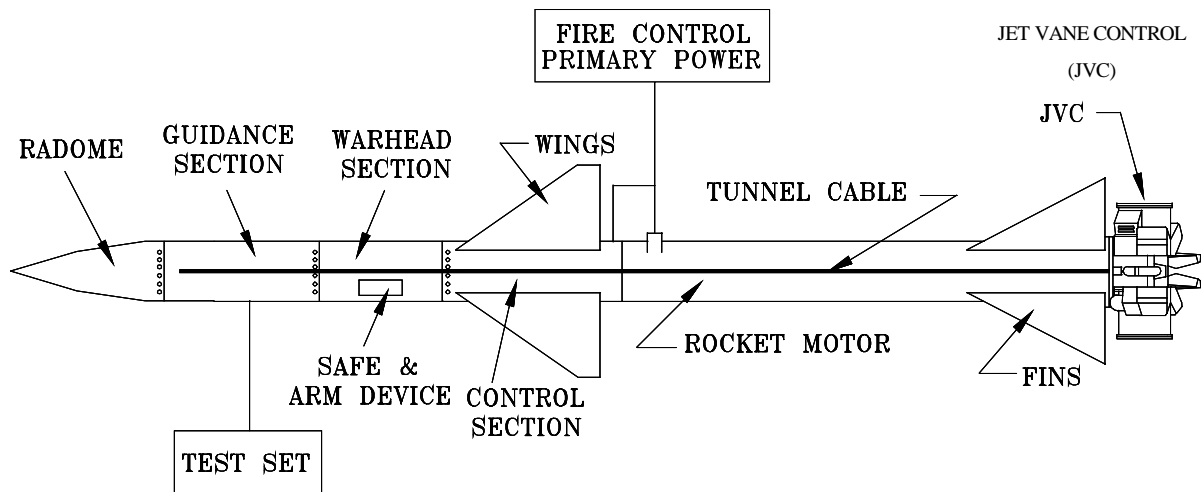 FIRE CONTROL
PRIMARY POWER
JET VANE CONTROL
(JVC)
JVC
RADOME
GUIDANCE
SECTION
WARHEAD
SECTION
WINGS
TUNNEL CABLE
SAFE &
ARM DEVICE
CONTROL
SECTION
ROCKET MOTOR
FINS
TEST SET